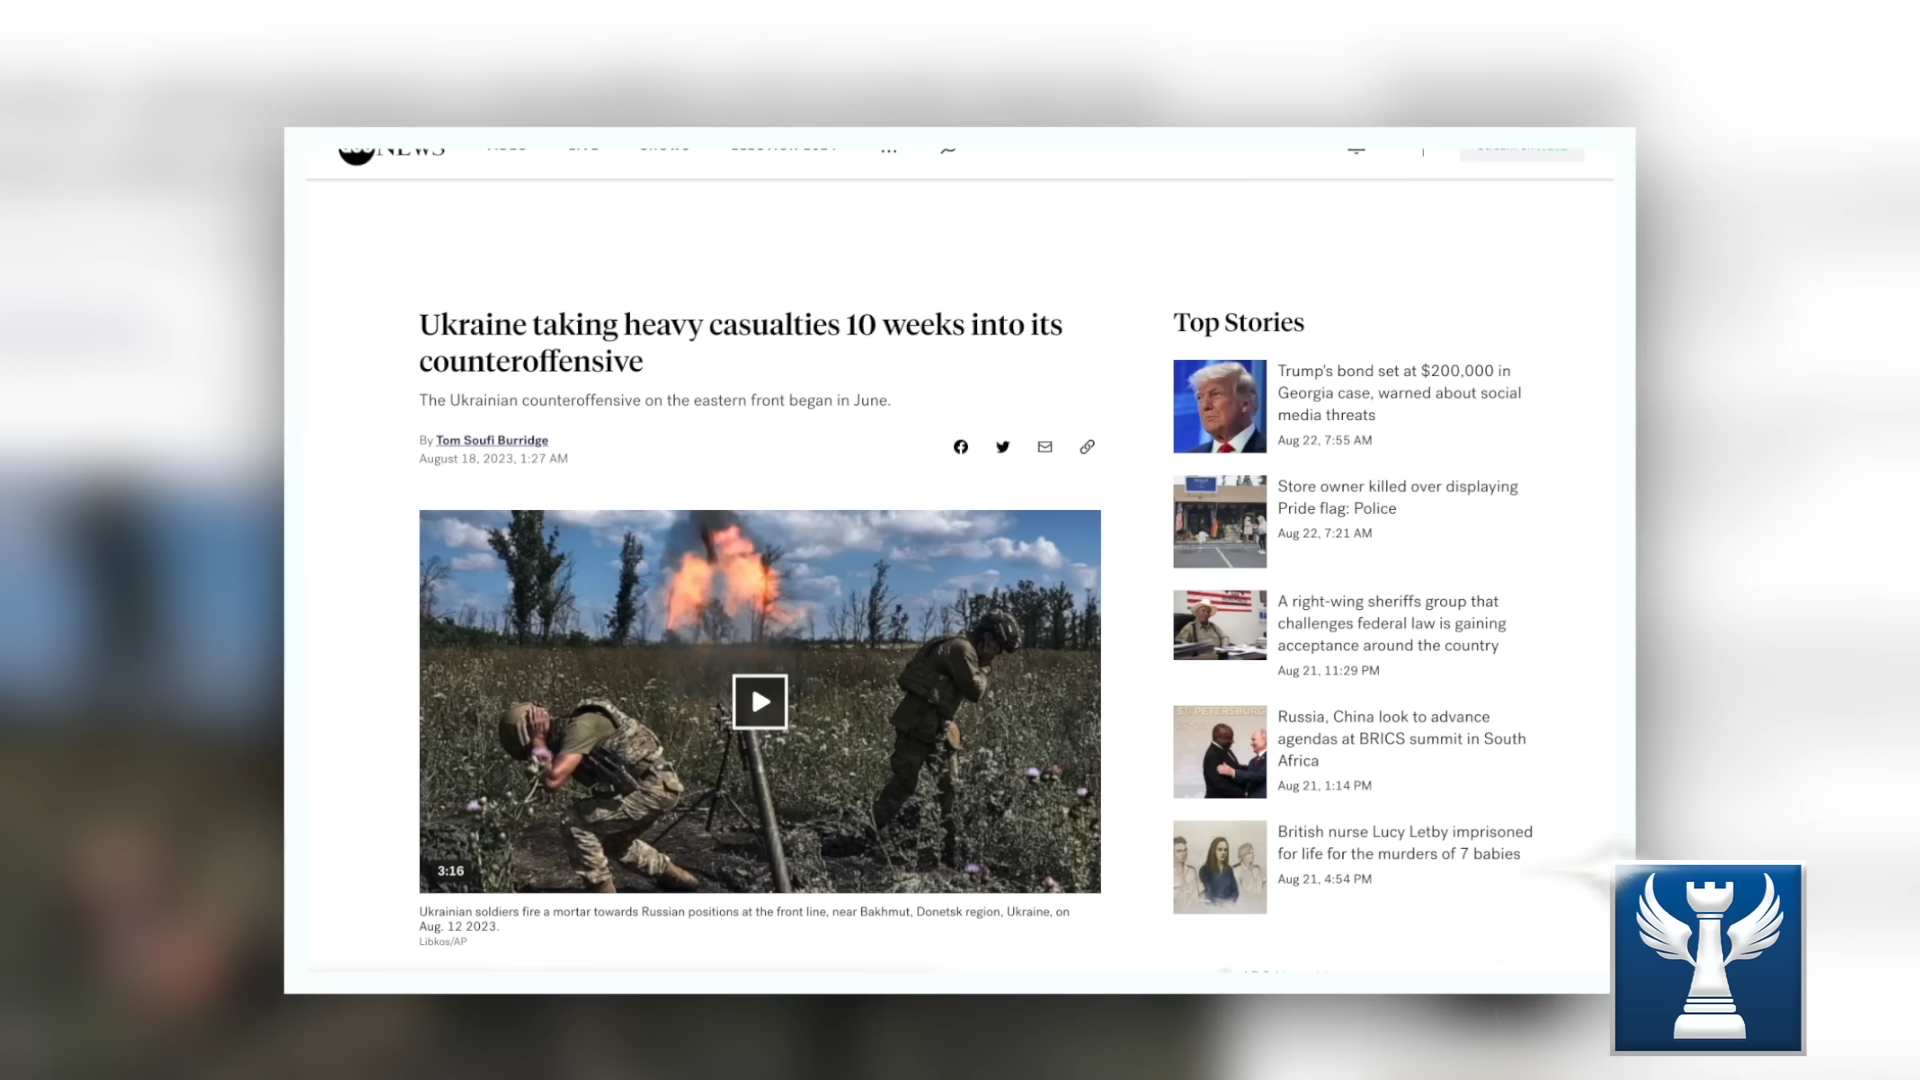 NEWS
Ukraine taking heavy casualties 10 weeks into its
counteroffensive
The Ukrainian counteroffensive on the eastern front began in June.
By Tom Soufi Burridge
August 18, 2023, 1:27 AM
3:16
Ukrainian soldiers fire a mortar towards Russian positions at the front line, near Bakhmut, Donetsk region, Ukraine, on
Aug. 12 2023.
Libkos/AP
Top Stories
Trump's bond set at $200,000 in
Georgia case, warned about social
media threats
Aug 22, 7:55 AM
Store owner killed over displaying
Pride flag: Police
Aug 22, 7:21 AM
A right-wing sheriffs group that
challenges federal law is gaining
acceptance around the country
Aug 21, 11:29 PM
ST. PETERSBURG
Russia, China look to advance
agendas at BRICS summit in South
Africa
Aug 21, 1:14 PM
British nurse Lucy Letby imprisoned
for life for the murders of 7 babies
Aug 21, 4:54 PM